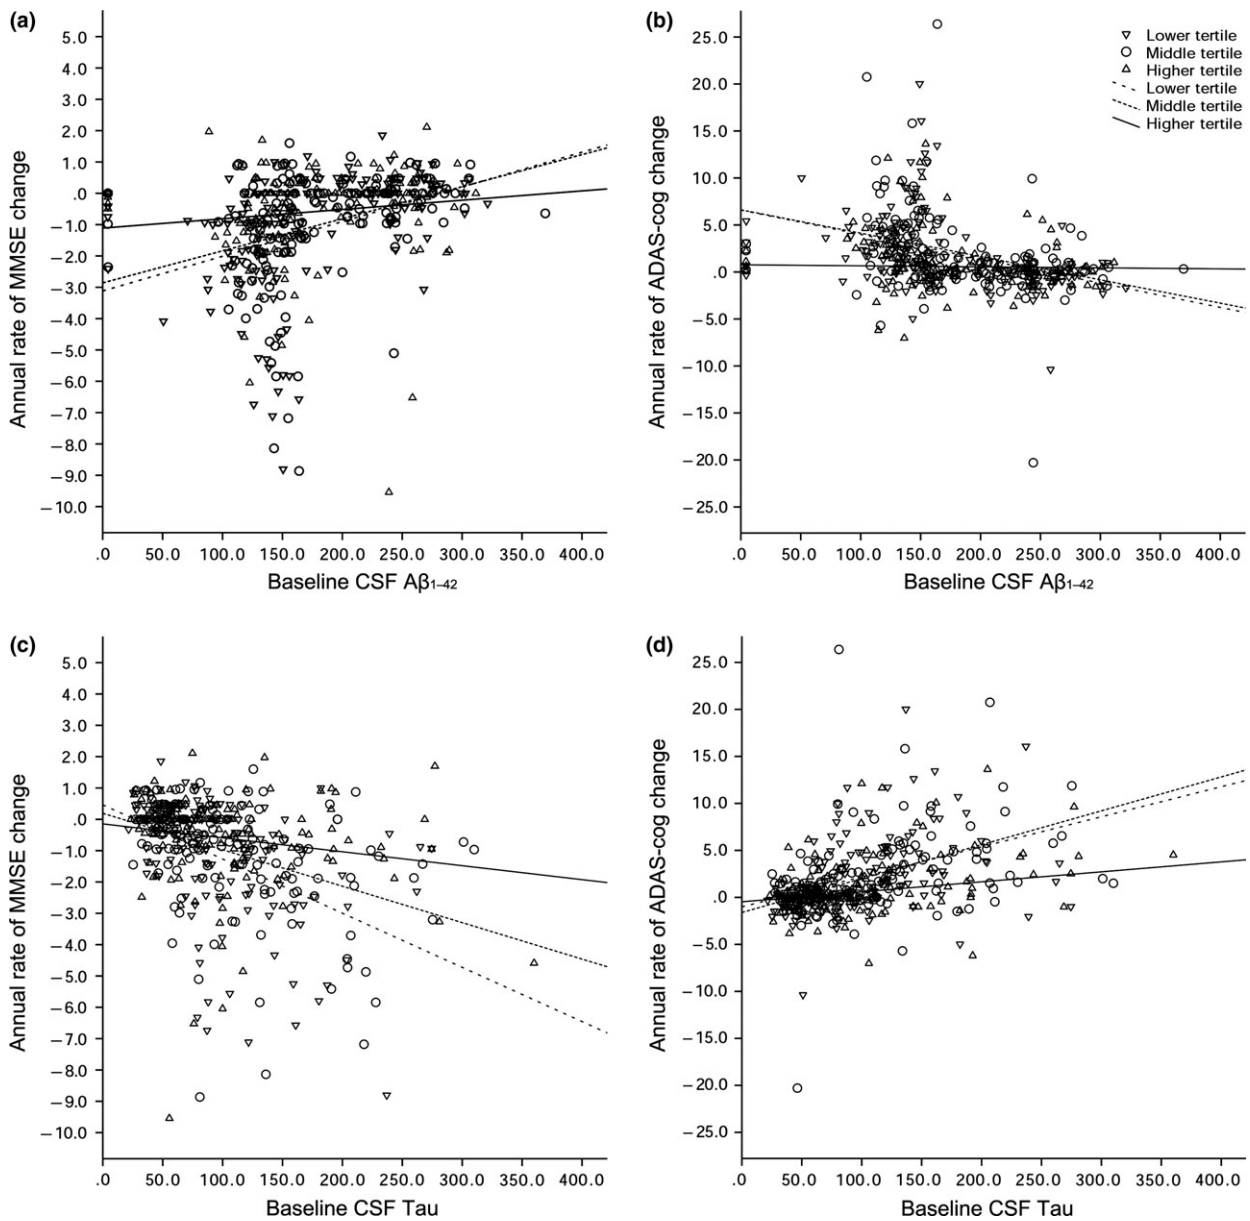 (a)
5.0
4.0
3.0
2.0
1.0
.0
−1.0
−2.0
−3.0
−4.0
−5.0
−6.0
−7.0
−8.0
−9.0
−10.0
Annual rate of MMSE change
.0 50.0 100.0 150.0 200.0 250.0 300.0 350.0 400.0
Baseline CSF Aβ₁₋₄₂
(b)
25.0
20.0
15.0
10.0
5.0
.0
−5.0
−10.0
−15.0
−20.0
−25.0
Annual rate of ADAS-cog change
Lower tertile
Middle tertile
Higher tertile
Lower tertile
Middle tertile
Higher tertile
.0 50.0 100.0 150.0 200.0 250.0 300.0 350.0 400.0
Baseline CSF Aβ₁₋₄₂
(c)
5.0
4.0
3.0
2.0
1.0
.0
−1.0
−2.0
−3.0
−4.0
−5.0
−6.0
−7.0
−8.0
−9.0
−10.0
Annual rate of MMSE change
.0 50.0 100.0 150.0 200.0 250.0 300.0 350.0 400.0
Baseline CSF Tau
(d)
25.0
20.0
15.0
10.0
5.0
.0
−5.0
−10.0
−15.0
−20.0
−25.0
Annual rate of ADAS-cog change
.0 50.0 100.0 150.0 200.0 250.0 300.0 350.0 400.0
Baseline CSF Tau